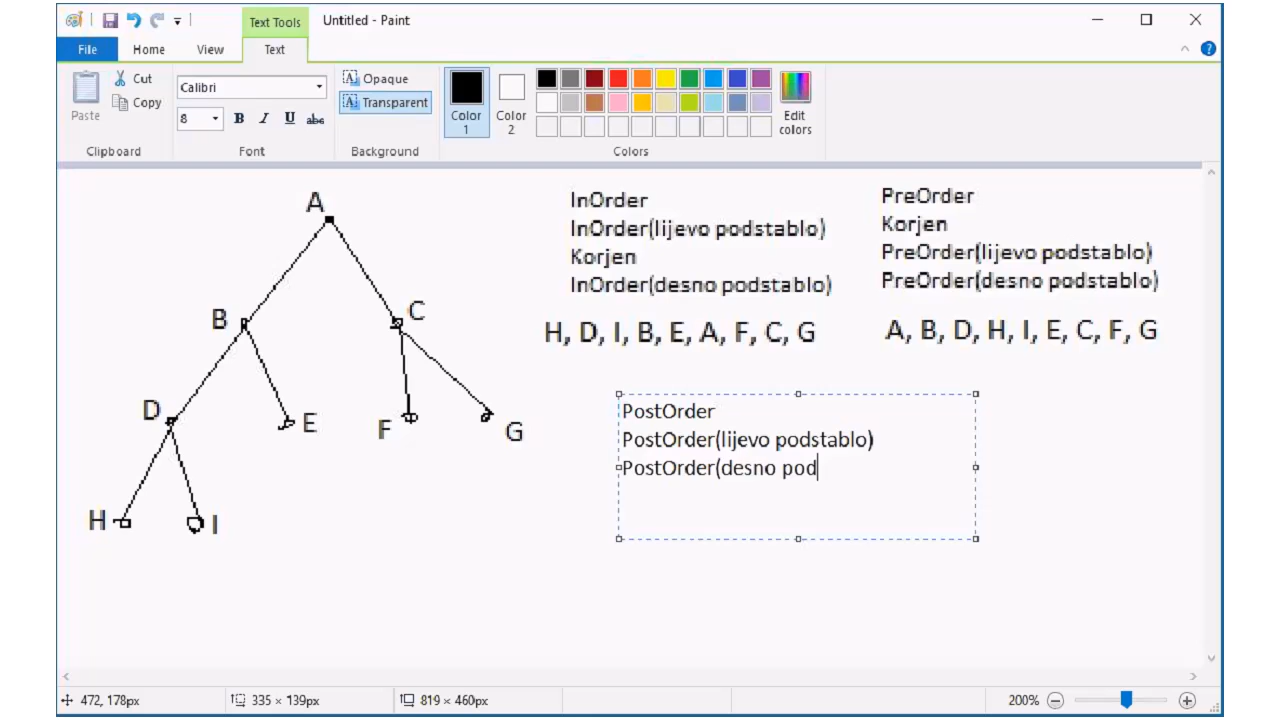 Text Tools
Untitled - Paint
File
Home
View
Text
Paste
Cut
Copy
Clipboard
Calibri
8
B I U abc
Font
Opaque
Transparent
Background
Color 1
Color 2
Edit colors
Colors
A
B
C
D
E
F
G
H
I
InOrder
InOrder(lijevo podstablo)
Korjen
InOrder(desno podstablo)
H, D, I, B, E, A, F, C, G
PreOrder
Korjen
PreOrder(lijevo podstablo)
PreOrder(desno podstablo)
A, B, D, H, I, E, C, F, G
PostOrder
PostOrder(lijevo podstablo)
PostOrder(desno pod
472, 178px
335 × 139px
819 × 460px
200%